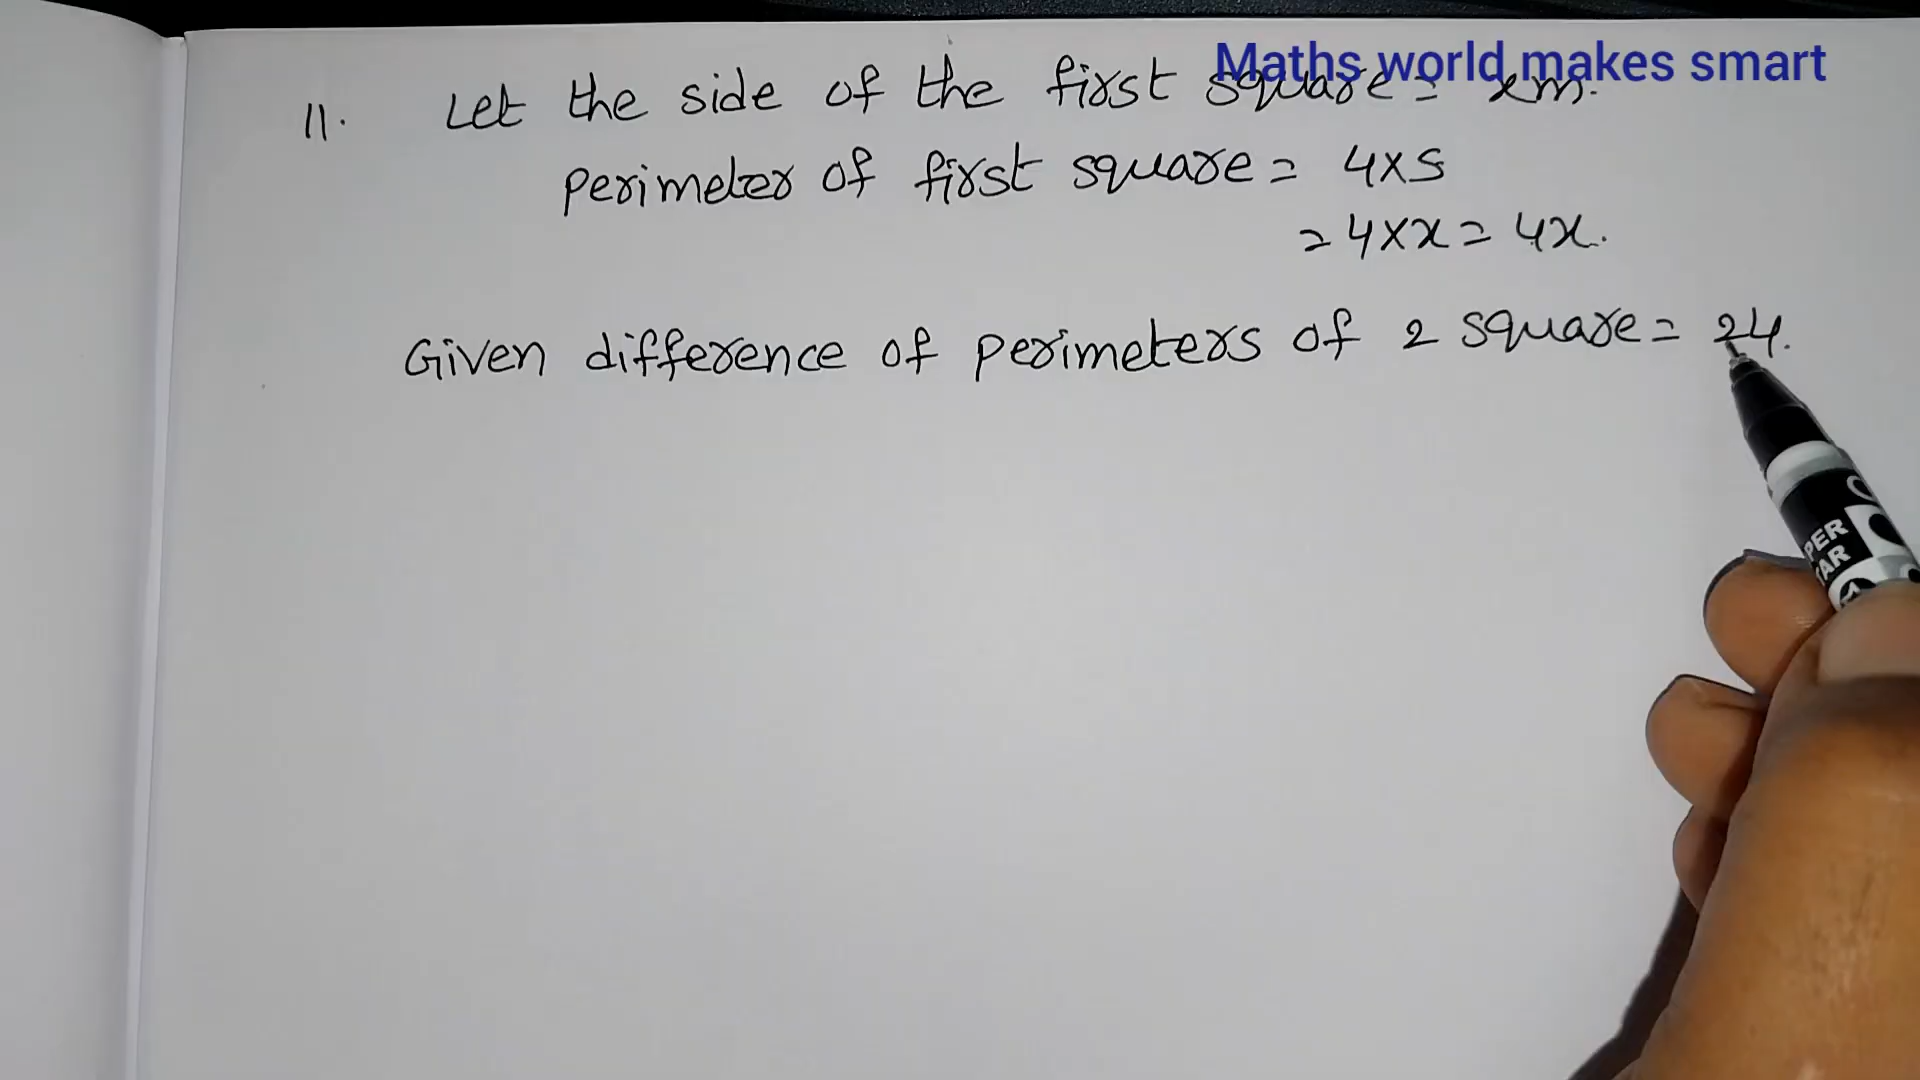 Maths world makes smart
11. Let the side of the first square = xm.
perimeter of first square = 4×s
= 4×x = 4x.
Given difference of perimeters of 2 square = 24.
PER